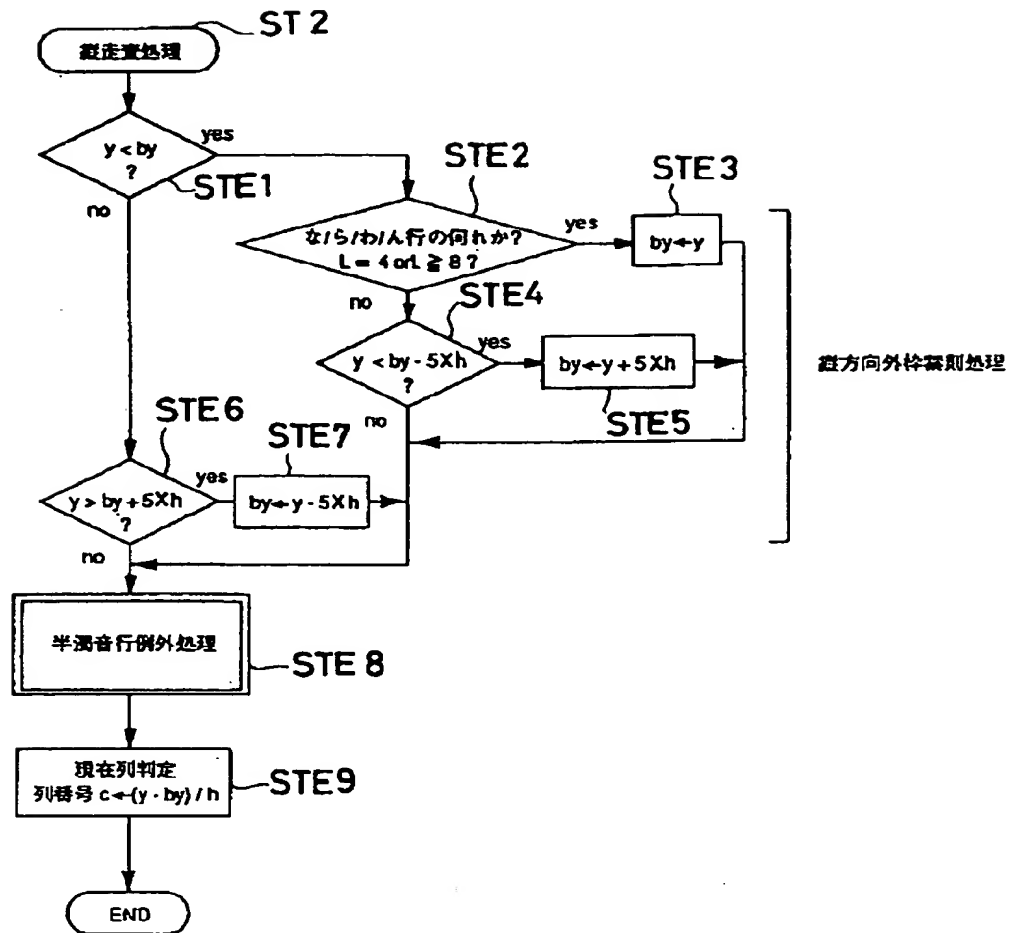 ST2
縦走査処理
y < by
?
yes
no
STE1
STE2
な/ら/わ/ん行の何れか?
L = 4 orL ≧ 8 ?
yes
no
STE3
by←y
STE4
y < by - 5Xh
?
yes
no
by←y + 5Xh
STE5
縦方向外枠禁則処理
STE6
y > by + 5Xh
?
yes
no
STE7
by←y - 5Xh
半濁音行例外処理
STE8
現在列判定
列番号 c←(y - by) / h
STE9
END